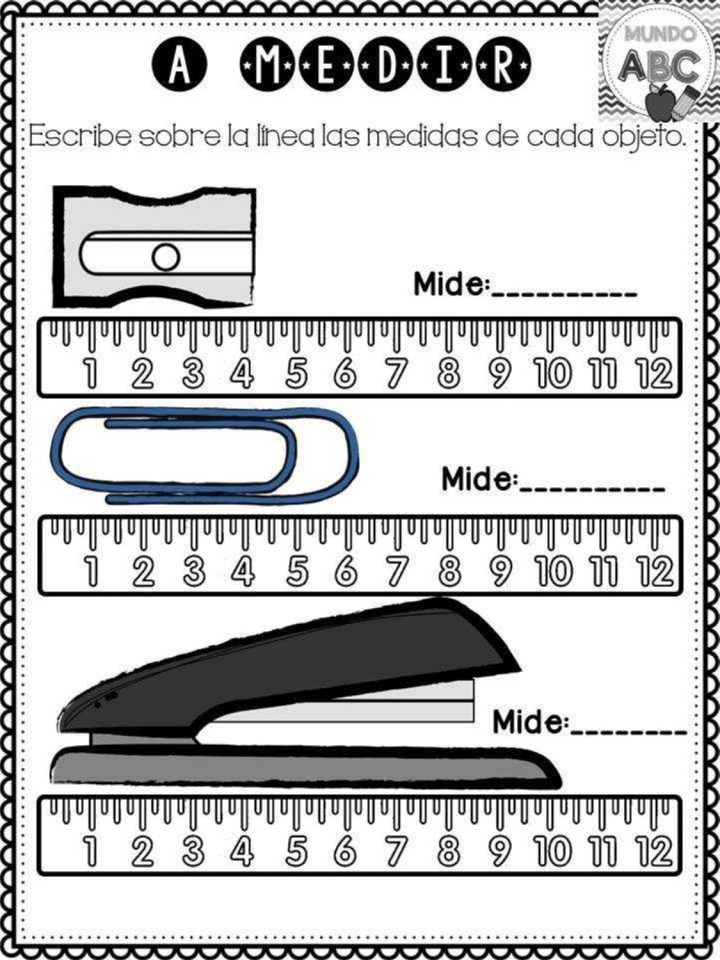 MUNDO
ABC
A MEDIR
Escribe sobre la línea las medidas de cada objeto.
Mide:__________
1 2 3 4 5 6 7 8 9 10 11 12
Mide:__________
1 2 3 4 5 6 7 8 9 10 11 12
Mide:________
1 2 3 4 5 6 7 8 9 10 11 12